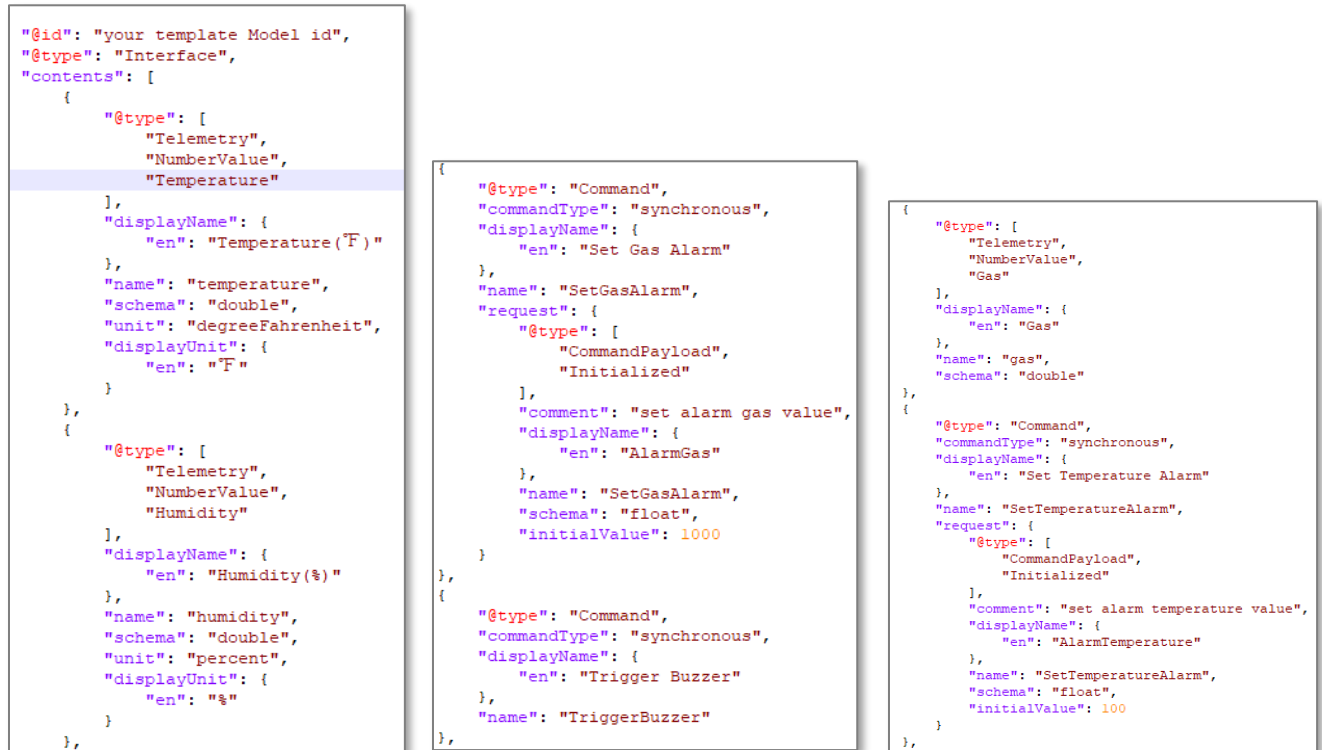 "@id": "your template Model id",
"@type": "Interface",
"contents": [
    {
        "@type": [
            "Telemetry",
            "NumberValue",
            "Temperature"
        ],
        "displayName": {
            "en": "Temperature(℉)"
        },
        "name": "temperature",
        "schema": "double",
        "unit": "degreeFahrenheit",
        "displayUnit": {
            "en": "℉"
        }
    },
    {
        "@type": [
            "Telemetry",
            "NumberValue",
            "Humidity"
        ],
        "displayName": {
            "en": "Humidity(%)"
        },
        "name": "humidity",
        "schema": "double",
        "unit": "percent",
        "displayUnit": {
            "en": "%"
        }
    },
{
    "@type": "Command",
    "commandType": "synchronous",
    "displayName": {
        "en": "Set Gas Alarm"
    },
    "name": "SetGasAlarm",
    "request": {
        "@type": [
            "CommandPayload",
            "Initialized"
        ],
        "comment": "set alarm gas value",
        "displayName": {
            "en": "AlarmGas"
        },
        "name": "SetGasAlarm",
        "schema": "float",
        "initialValue": 1000
    }
},
{
    "@type": "Command",
    "commandType": "synchronous",
    "displayName": {
        "en": "Trigger Buzzer"
    },
    "name": "TriggerBuzzer"
},
{
    "@type": [
        "Telemetry",
        "NumberValue",
        "Gas"
    ],
    "displayName": {
        "en": "Gas"
    },
    "name": "gas",
    "schema": "double"
},
{
    "@type": "Command",
    "commandType": "synchronous",
    "displayName": {
        "en": "Set Temperature Alarm"
    },
    "name": "SetTemperatureAlarm",
    "request": {
        "@type": [
            "CommandPayload",
            "Initialized"
        ],
        "comment": "set alarm temperature value",
        "displayName": {
            "en": "AlarmTemperature"
        },
        "name": "SetTemperatureAlarm",
        "schema": "float",
        "initialValue": 100
    }
},